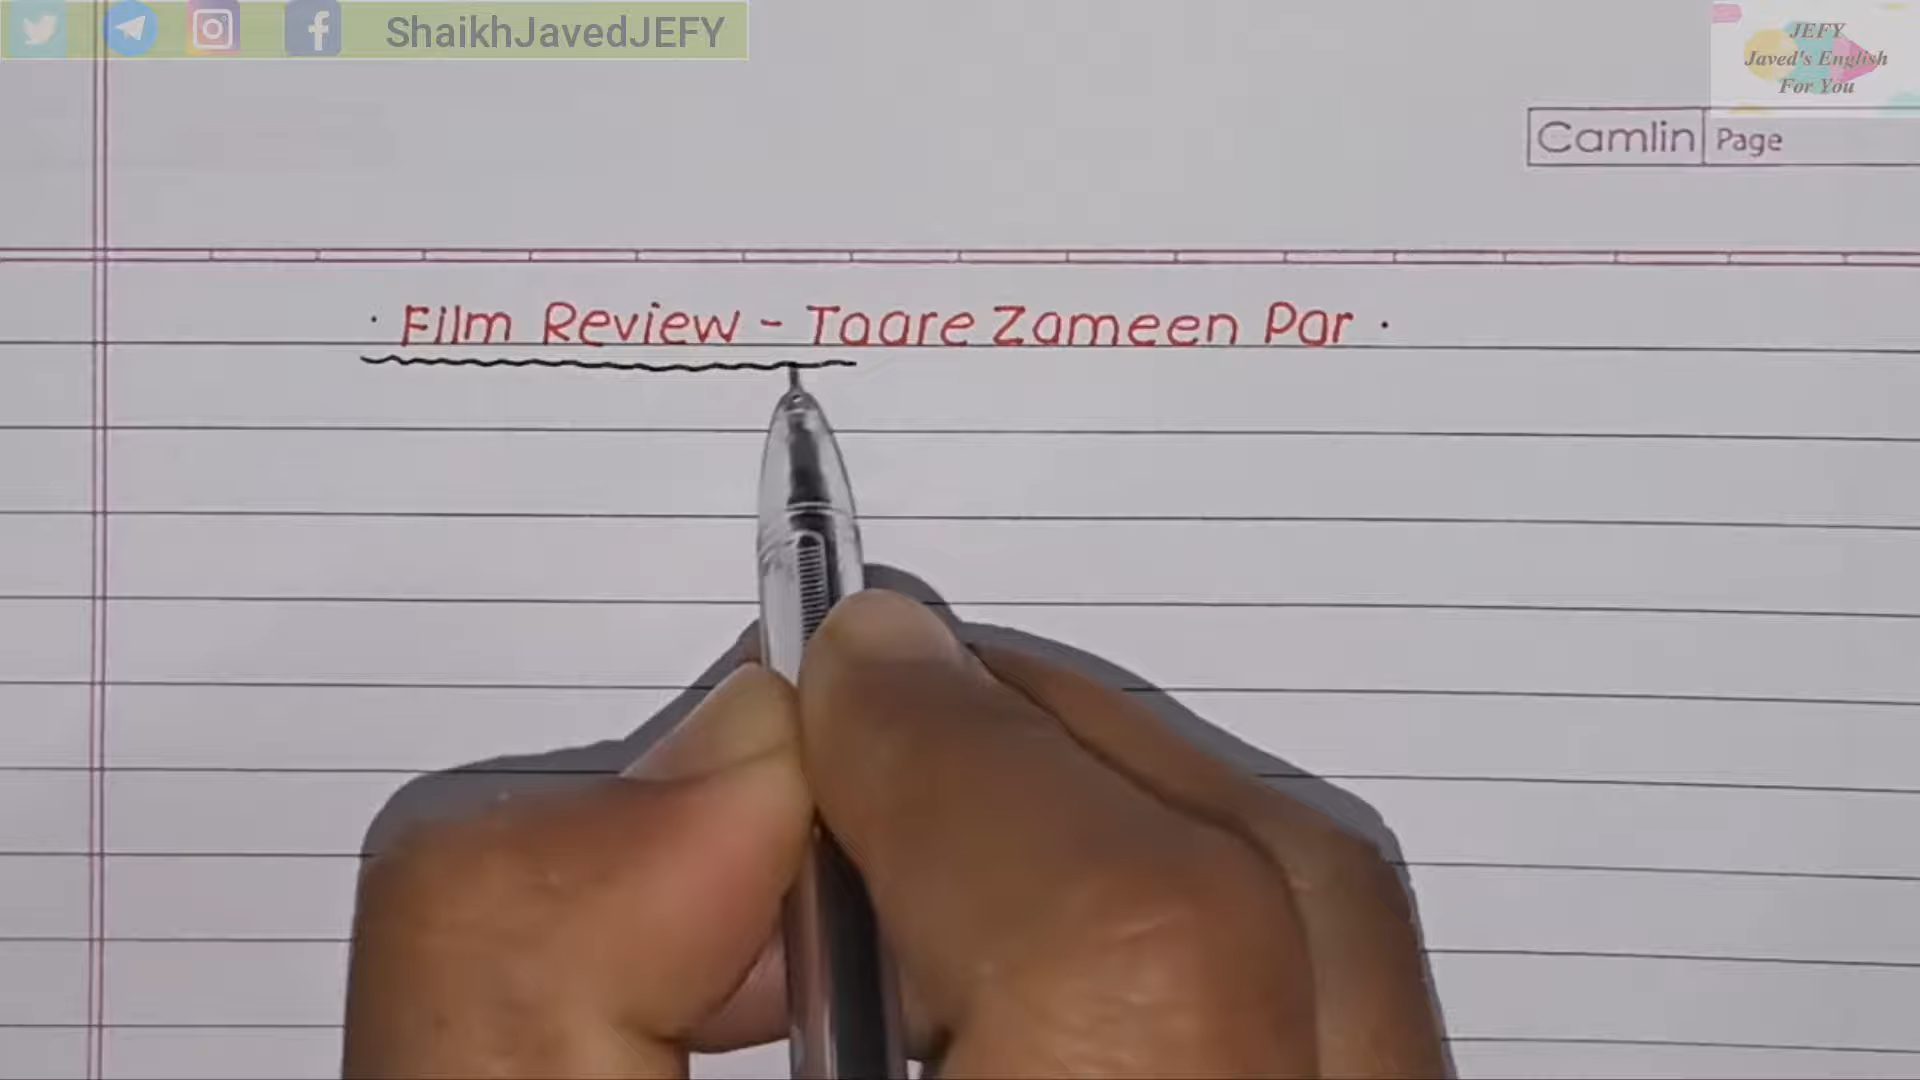 ShaikhJavedJEFY
JEFY
Javed's English
For You
Camlin Page
Film Review - Taare Zameen Par